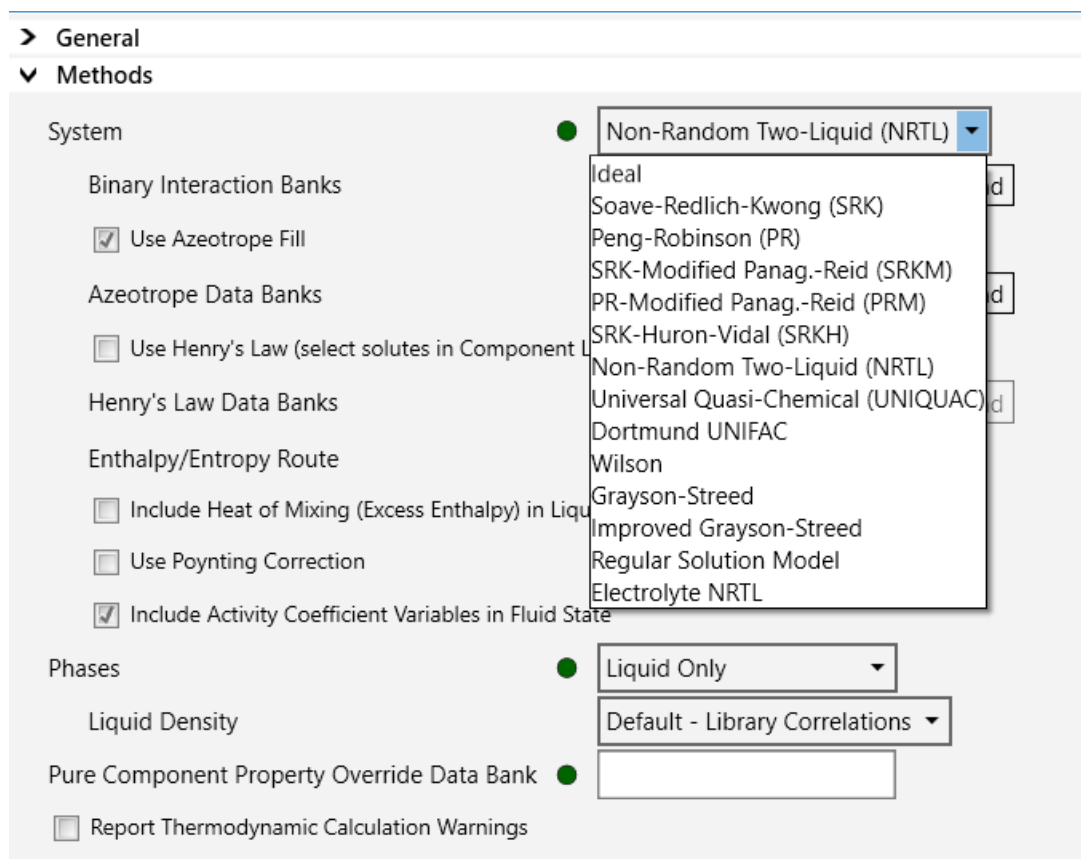 General
Methods
System
Non-Random Two-Liquid (NRTL)
Ideal
Soave-Redlich-Kwong (SRK)
Peng-Robinson (PR)
SRK-Modified Panag.-Reid (SRKM)
PR-Modified Panag.-Reid (PRM)
SRK-Huron-Vidal (SRKH)
Non-Random Two-Liquid (NRTL)
Universal Quasi-Chemical (UNIQUAC)
Dortmund UNIFAC
Wilson
Grayson-Streed
Improved Grayson-Streed
Regular Solution Model
Electrolyte NRTL
Binary Interaction Banks
Use Azeotrope Fill
Azeotrope Data Banks
Use Henry's Law (select solutes in Component L
Henry's Law Data Banks
Enthalpy/Entropy Route
Include Heat of Mixing (Excess Enthalpy) in Liqu
Use Poynting Correction
Include Activity Coefficient Variables in Fluid State
Phases
Liquid Only
Liquid Density
Default - Library Correlations
Pure Component Property Override Data Bank
Report Thermodynamic Calculation Warnings